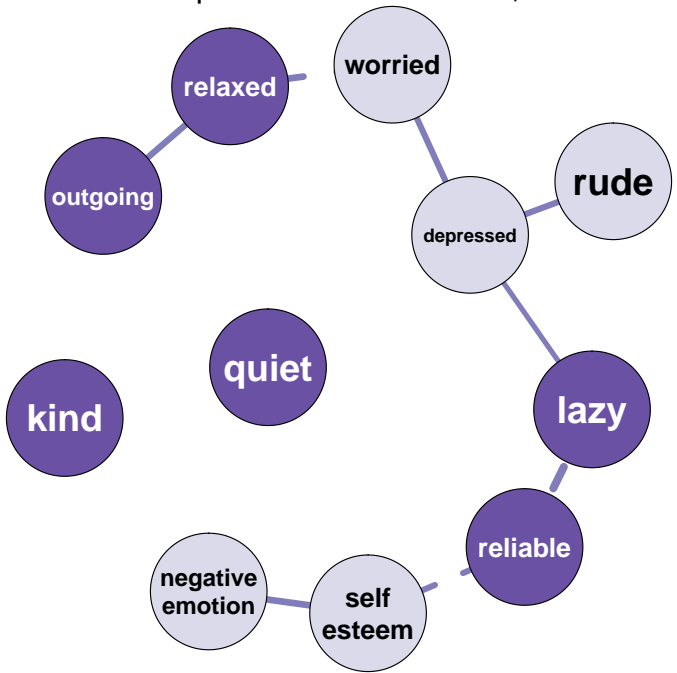 worried
relaxed
rude
outgoing
depressed
quiet
kind
lazy
reliable
negative
emotion
self
esteem